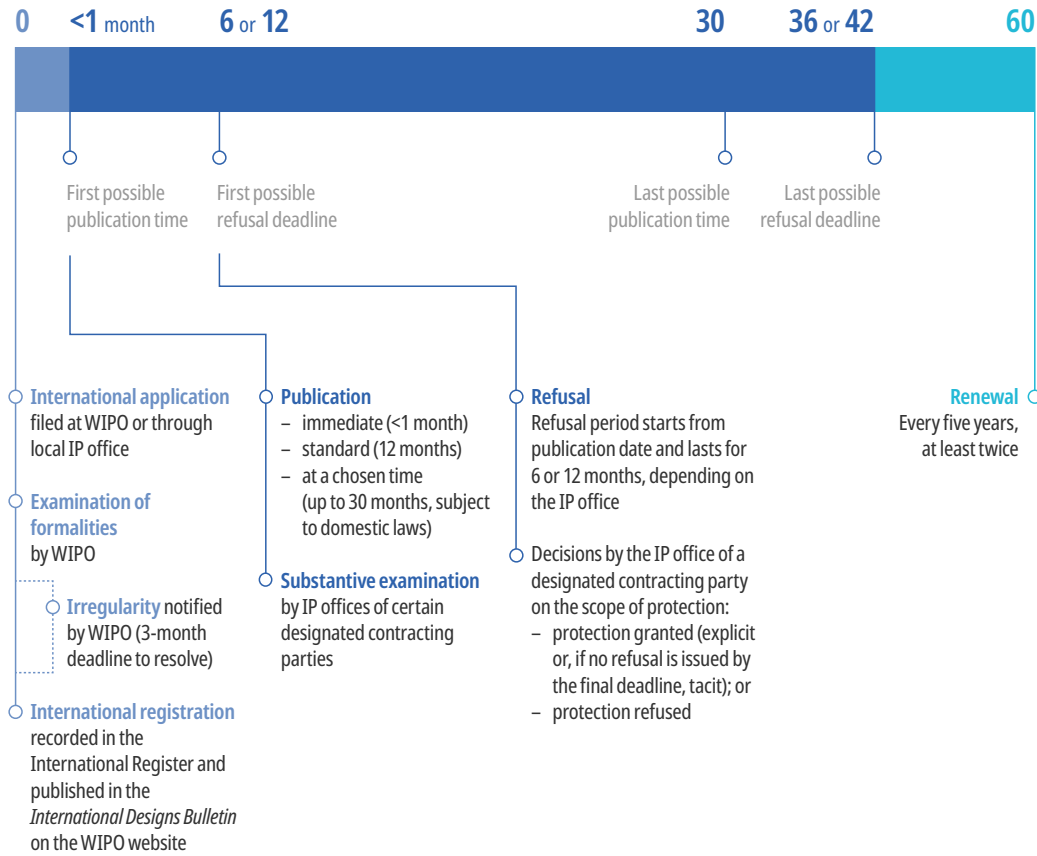 0 <1 month 6 or 12 30 36 or 42 60
First possible
publication time
First possible
refusal deadline
Last possible
publication time
Last possible
refusal deadline
International application
filed at WIPO or through
local IP office
Examination of
formalities
by WIPO
Irregularity notified
by WIPO (3-month
deadline to resolve)
International registration
recorded in the
International Register and
published in the
International Designs Bulletin
on the WIPO website
Publication
– immediate (<1 month)
– standard (12 months)
– at a chosen time
(up to 30 months, subject
to domestic laws)
Substantive examination
by IP offices of certain
designated contracting
parties
Refusal
Refusal period starts from
publication date and lasts for
6 or 12 months, depending on
the IP office
Decisions by the IP office of a
designated contracting party
on the scope of protection:
– protection granted (explicit
or, if no refusal is issued by
the final deadline, tacit); or
– protection refused
Renewal
Every five years,
at least twice